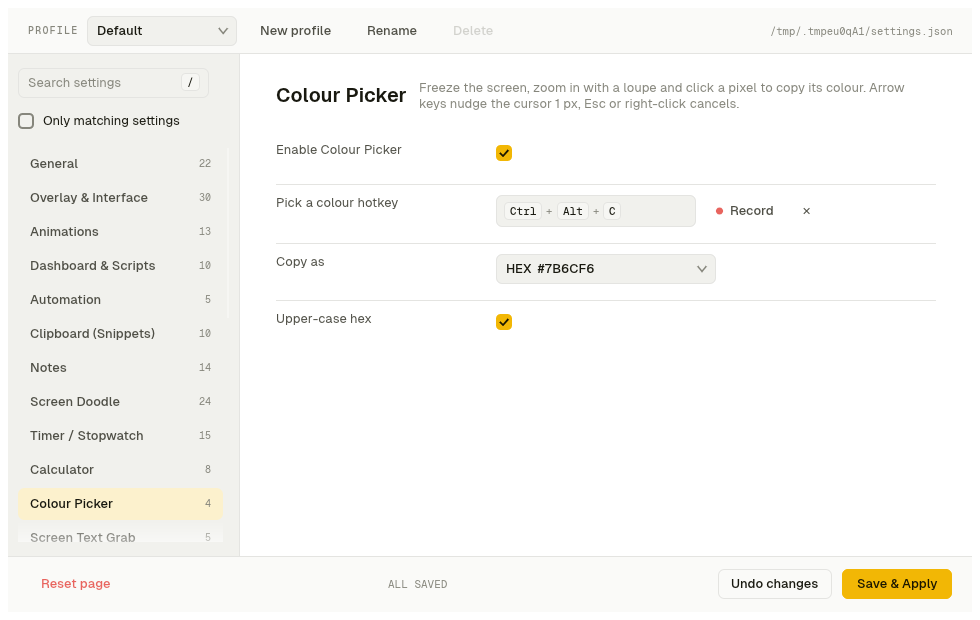 PROFILE Default New profile Rename Delete /tmp/.tmpeu0qA1/settings.json
Search settings /
Only matching settings
General 22
Overlay & Interface 30
Animations 13
Dashboard & Scripts 10
Automation 5
Clipboard (Snippets) 10
Notes 14
Screen Doodle 24
Timer / Stopwatch 15
Calculator 8
Colour Picker 4
Screen Text Grab 5
Colour Picker
Freeze the screen, zoom in with a loupe and click a pixel to copy its colour. Arrow
keys nudge the cursor 1 px, Esc or right-click cancels.
Enable Colour Picker
Pick a colour hotkey Ctrl + Alt + C Record ×
Copy as HEX #7B6CF6
Upper-case hex
Reset page ALL SAVED Undo changes Save & Apply